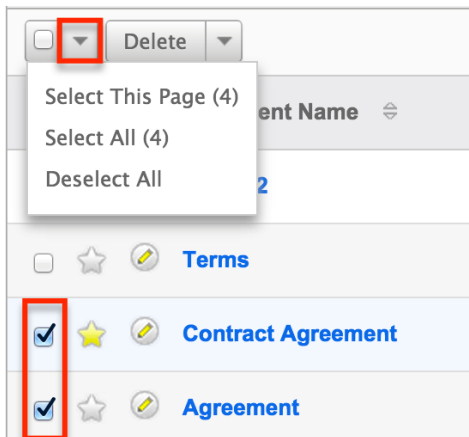 Delete
Select This Page (4)
Select All (4)
Deselect All
ent Name
2
Terms
Contract Agreement
Agreement